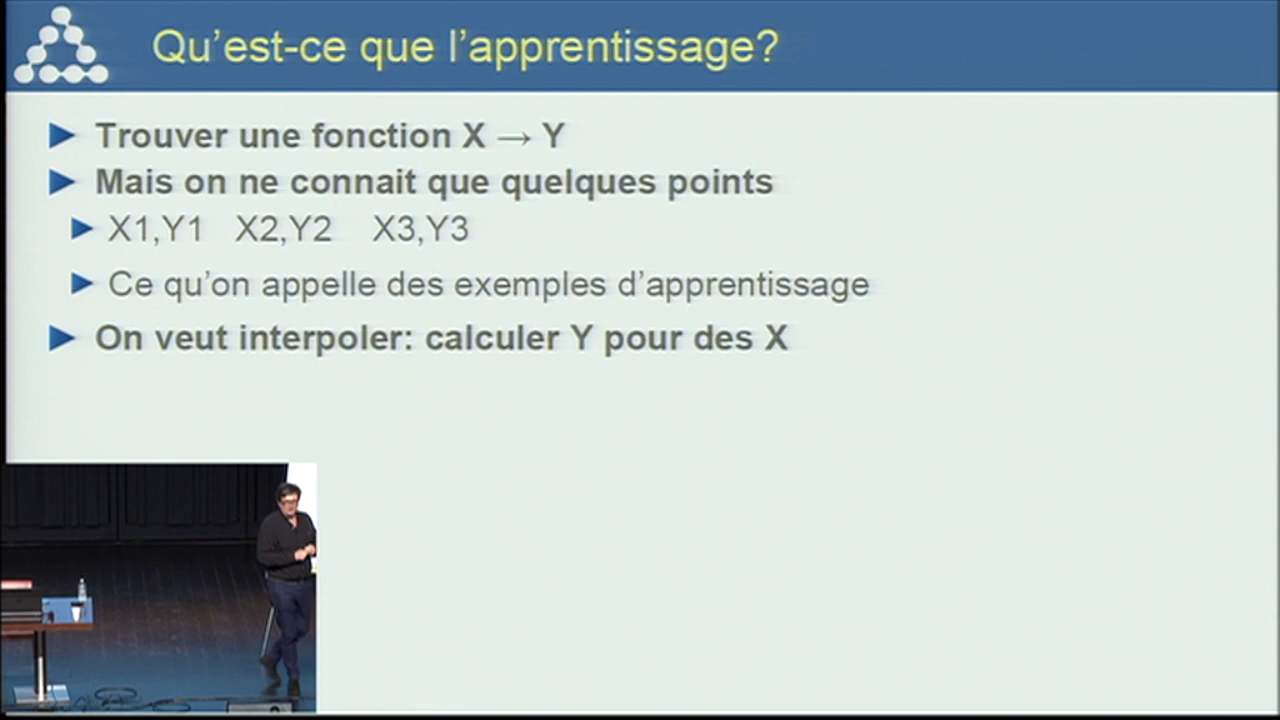 Qu’est-ce que l’apprentissage?
Trouver une fonction X → Y
Mais on ne connait que quelques points
X1,Y1 X2,Y2 X3,Y3
Ce qu’on appelle des exemples d’apprentissage
On veut interpoler: calculer Y pour des X